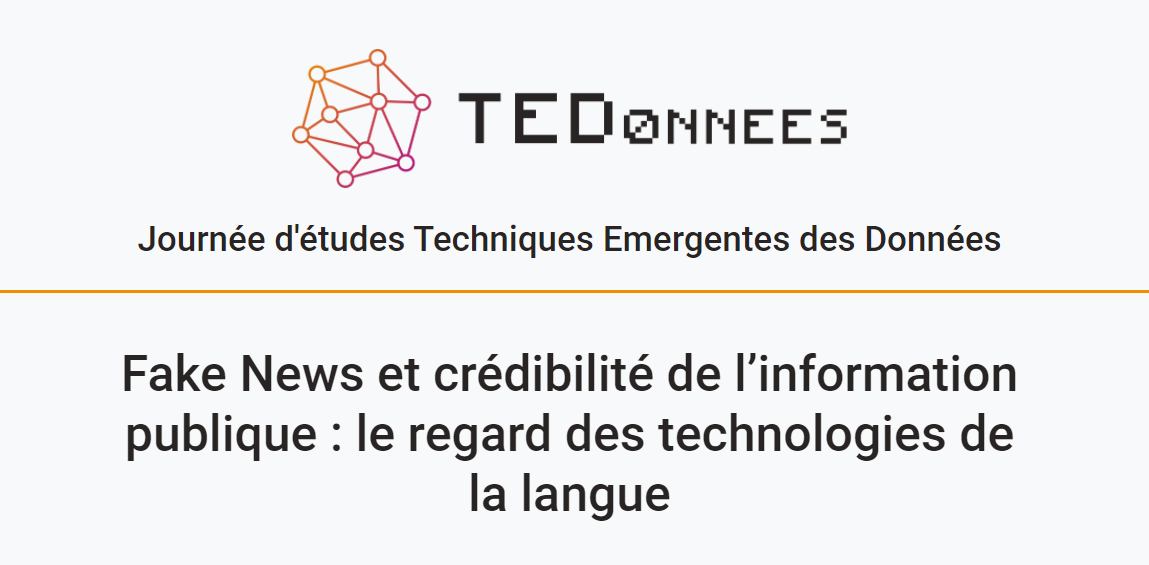 TEDONNEES
Journée d'études Techniques Emergentes des Données
Fake News et crédibilité de l’information
publique : le regard des technologies de
la langue